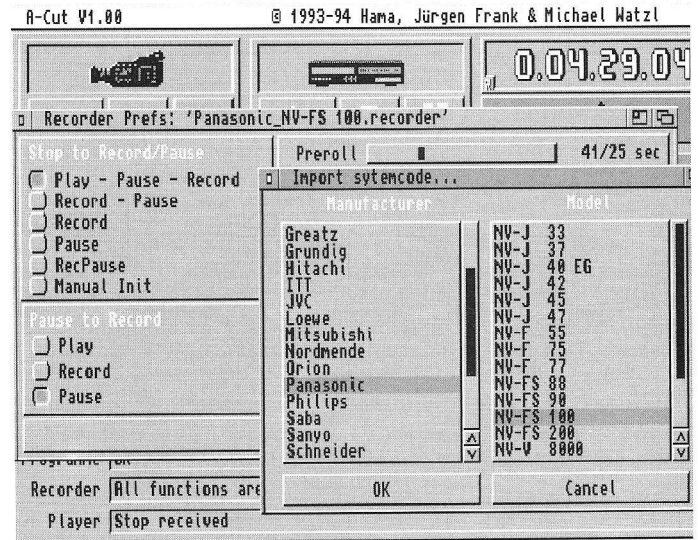 A-Cut V1.00
© 1993-94 Hama, Jürgen Frank & Michael Watzl
0.04.29.04
Recorder Prefs: 'Panasonic_NV-FS 100.recorder'
Stop to Record/Pause
Play - Pause - Record
Record - Pause
Record
Pause
RecPause
Manual Init
Pause to Record
Play
Record
Pause
Preroll
41/25 sec
Import sytemcode...
Manufacturer
Greatz
Grundig
Hitachi
ITT
JVC
Loewe
Mitsubishi
Nordmende
Orion
Panasonic
Philips
Saba
Sanyo
Schneider
Model
NV-J 33
NV-J 37
NV-J 40 EG
NV-J 42
NV-J 45
NV-J 47
NV-F 55
NV-F 75
NV-F 77
NV-FS 88
NV-FS 90
NV-FS 100
NV-FS 200
NV-W 8000
OK
Cancel
Recorder All functions are
Player Stop received